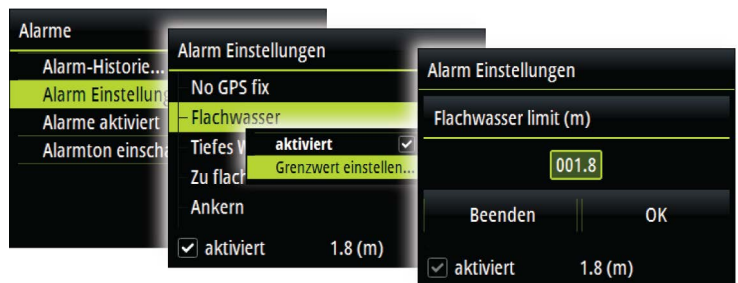 Alarme
Alarm-Historie...
Alarm Einstellung
Alarme aktiviert
Alarmton einscha
Alarm Einstellungen
No GPS fix
Flachwasser
Tiefes W
Zu flach
Ankern
aktiviert
Grenzwert einstellen...
aktiviert 1.8 (m)
Alarm Einstellungen
Flachwasser limit (m)
001.8
Beenden OK
aktiviert 1.8 (m)